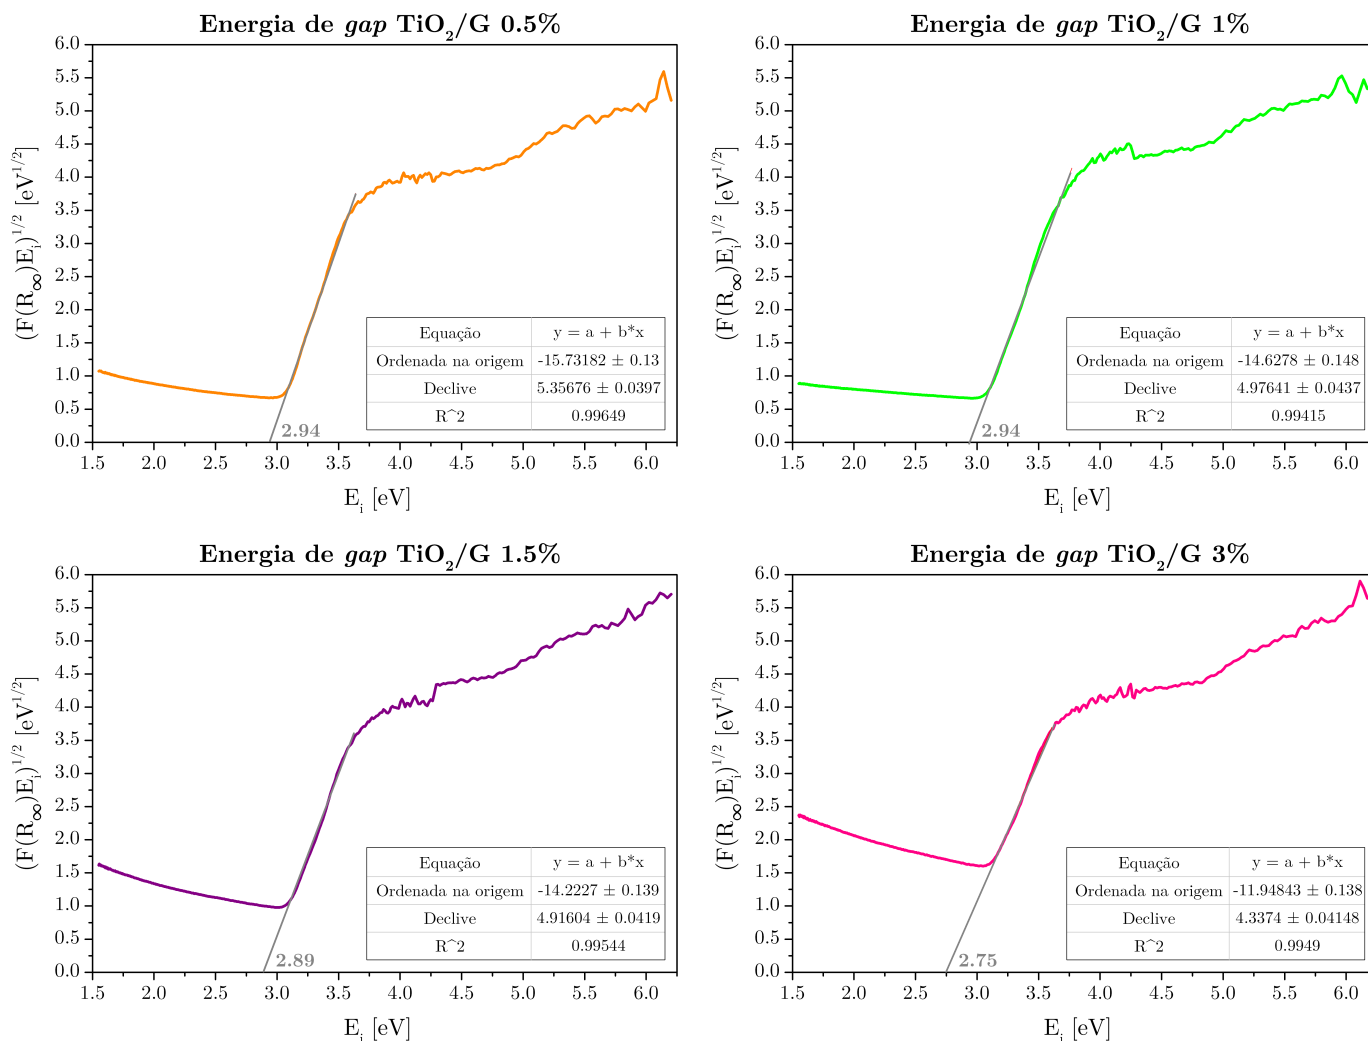 Energia de gap TiO₂/G 0.5%
(F(R∞)Eᵢ)^1/2 [eV^1/2]
6.0
5.5
5.0
4.5
4.0
3.5
3.0
2.5
2.0
1.5
1.0
0.5
0.0
Equação y = a + b*x
Ordenada na origem -15.73182 ± 0.13
Declive 5.35676 ± 0.0397
R^2 0.99649
2.94
1.5 2.0 2.5 3.0 3.5 4.0 4.5 5.0 5.5 6.0
Eᵢ [eV]
Energia de gap TiO₂/G 1%
(F(R∞)Eᵢ)^1/2 [eV^1/2]
6.0
5.5
5.0
4.5
4.0
3.5
3.0
2.5
2.0
1.5
1.0
0.5
0.0
Equação y = a + b*x
Ordenada na origem -14.6278 ± 0.148
Declive 4.97641 ± 0.0437
R^2 0.99415
2.94
1.5 2.0 2.5 3.0 3.5 4.0 4.5 5.0 5.5 6.0
Eᵢ [eV]
Energia de gap TiO₂/G 1.5%
(F(R∞)Eᵢ)^1/2 [eV^1/2]
6.0
5.5
5.0
4.5
4.0
3.5
3.0
2.5
2.0
1.5
1.0
0.5
0.0
Equação y = a + b*x
Ordenada na origem -14.2227 ± 0.139
Declive 4.91604 ± 0.0419
R^2 0.99544
2.89
1.5 2.0 2.5 3.0 3.5 4.0 4.5 5.0 5.5 6.0
Eᵢ [eV]
Energia de gap TiO₂/G 3%
(F(R∞)Eᵢ)^1/2 [eV^1/2]
6.0
5.5
5.0
4.5
4.0
3.5
3.0
2.5
2.0
1.5
1.0
0.5
0.0
Equação y = a + b*x
Ordenada na origem -11.94843 ± 0.138
Declive 4.3374 ± 0.04148
R^2 0.9949
2.75
1.5 2.0 2.5 3.0 3.5 4.0 4.5 5.0 5.5 6.0
Eᵢ [eV]